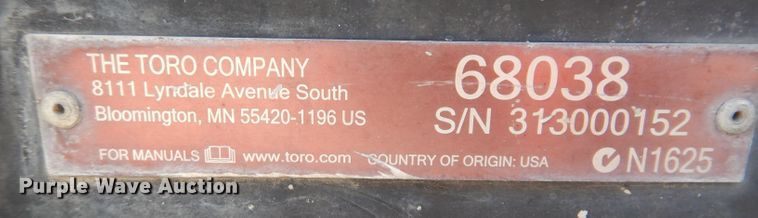 THE TORO COMPANY
8111 Lyndale Avenue South
Bloomington, MN 55420-1196 US
68038
S/N 313000152
FOR MANUALS www.toro.com COUNTRY OF ORIGIN: USA N1625
Purple Wave Auction